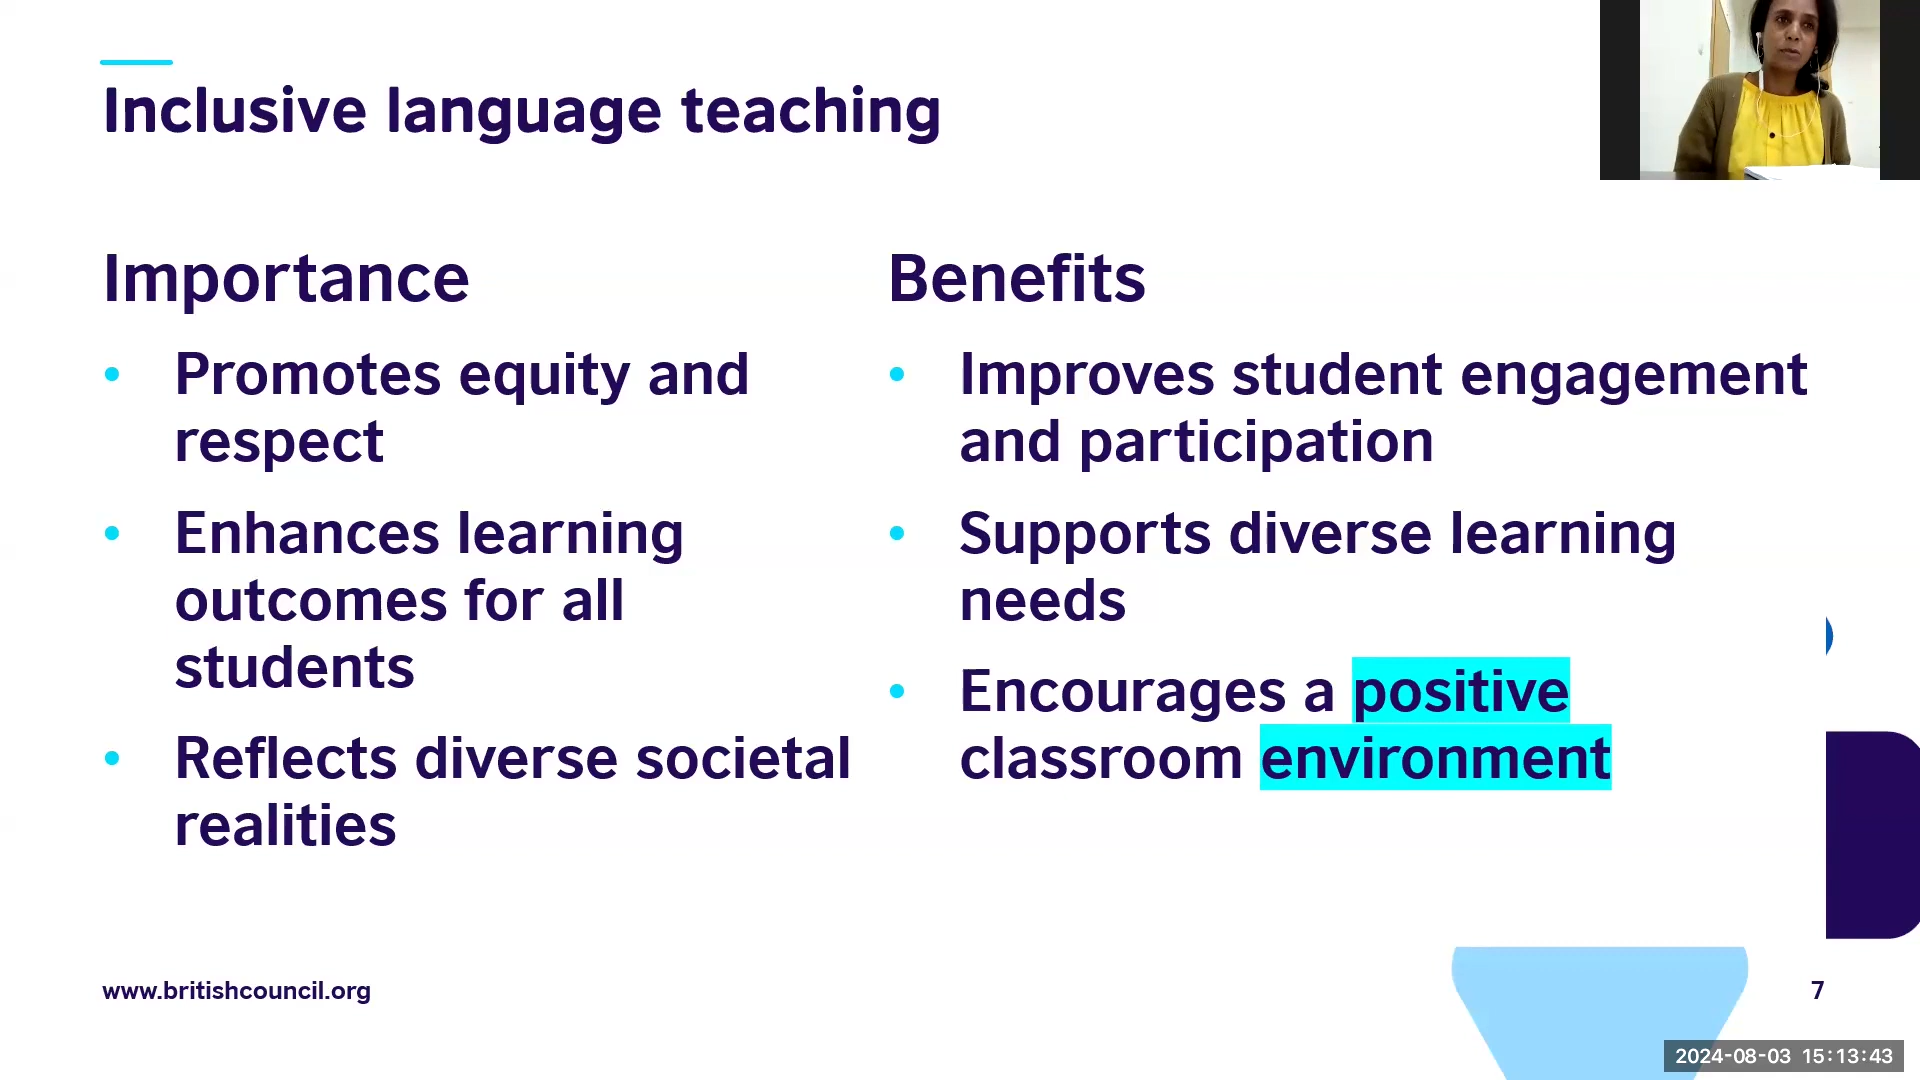 Inclusive language teaching
Importance
• Promotes equity and
respect
• Enhances learning
outcomes for all
students
• Reflects diverse societal
realities
Benefits
• Improves student engagement
and participation
• Supports diverse learning
needs
• Encourages a positive
classroom environment
www.britishcouncil.org
7
2024-08-03 15:13:43